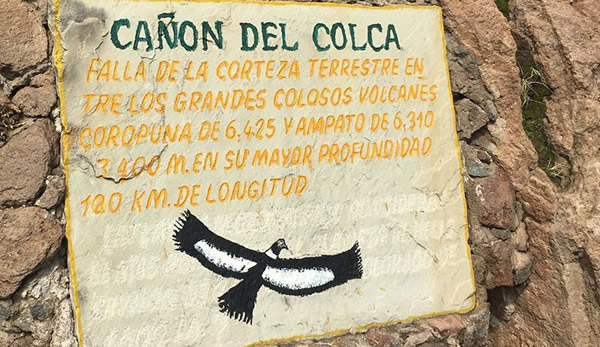 CAÑON DEL COLCA
FALLA DE LA CORTEZA TERRESTRE EN
TRE LOS GRANDES COLOSOS VOLCANES
COROPUNA DE 6,425 Y AMPATO DE 6,310
3,400 M. EN SU MAYOR PROFUNDIDAD
100 KM. DE LONGITUD